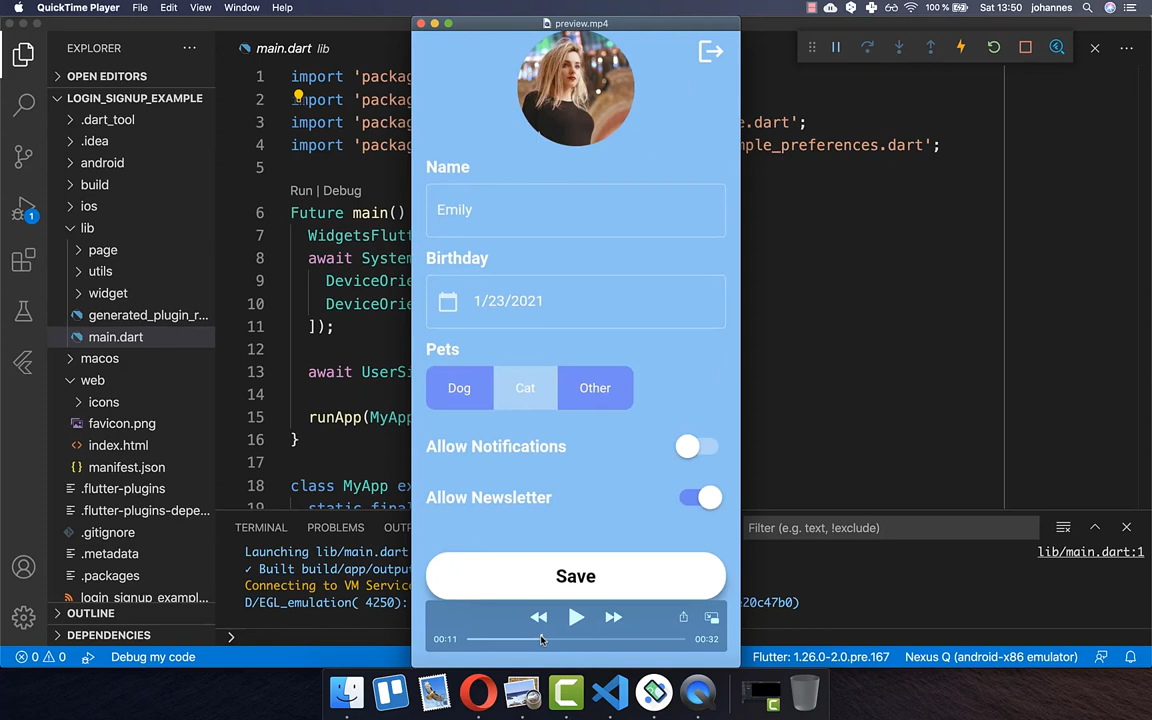 QuickTime Player File Edit View Window Help
100 % Sat 13:50 johannes
preview.mp4
EXPLORER
OPEN EDITORS
LOGIN_SIGNUP_EXAMPLE
.dart_tool
.idea
android
build
ios
lib
page
utils
widget
generated_plugin_r...
main.dart
macos
web
icons
favicon.png
index.html
manifest.json
.flutter-plugins
.flutter-plugins-depe...
.gitignore
.metadata
.packages
login_signup_exampl...
OUTLINE
DEPENDENCIES
1
main.dart lib
1 import 'packag
2 import 'packag
3 import 'packag e.dart';
4 import 'packag mple_preferences.dart';
5
Run | Debug
6 Future main()
7 WidgetsFlutt
8 await System
9 DeviceOrie
10 DeviceOrie
11 ]);
12
13 await UserSi
14
15 runApp(MyApp
16 }
17
18 class MyApp ex
19 static final
Name
Emily
Birthday
1/23/2021
Pets
Dog Cat Other
Allow Notifications
Allow Newsletter
Save
00:11 00:32
TERMINAL PROBLEMS OUTP
Filter (e.g. text, !exclude)
Launching lib/main.dart lib/main.dart:1
✓ Built build/app/output
Connecting to VM Service
D/EGL_emulation( 4250): 20c47b0)
0 0 Debug my code Flutter: 1.26.0-2.0.pre.167 Nexus Q (android-x86 emulator)